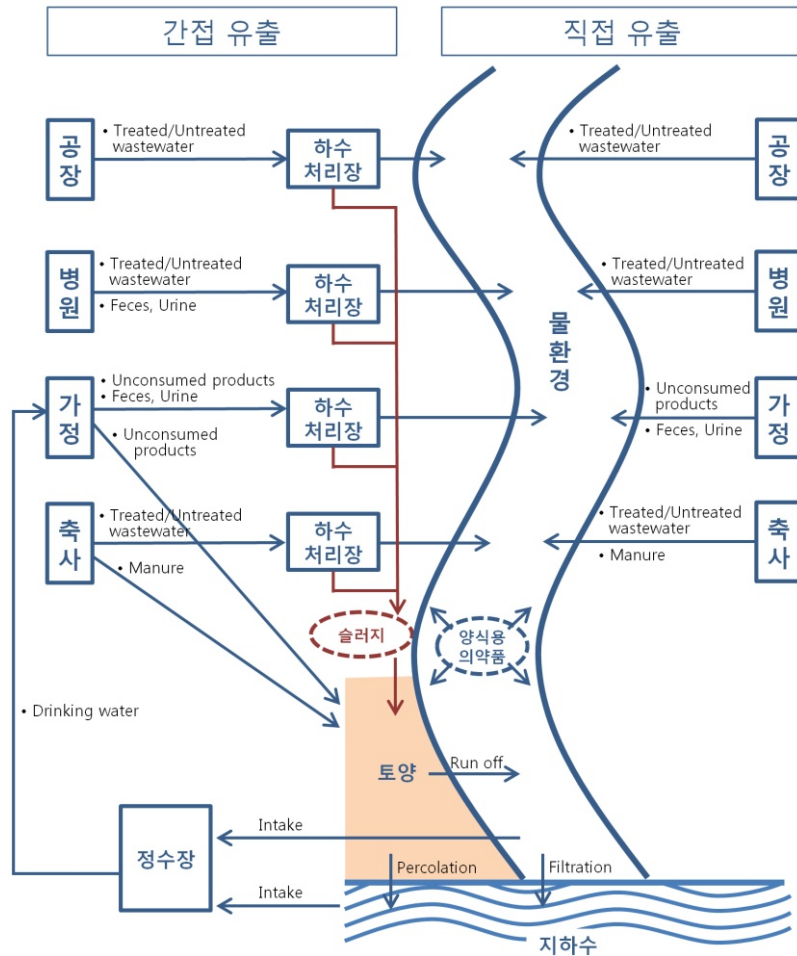 간접 유출
직접 유출
공
장
• Treated/Untreated
wastewater
하수
처리장
• Treated/Untreated
wastewater
공
장
병
원
• Treated/Untreated
wastewater
• Feces, Urine
하수
처리장
물
환
경
• Treated/Untreated
wastewater
병
원
가
정
• Unconsumed products
• Feces, Urine
• Unconsumed
products
하수
처리장
• Unconsumed
products
• Feces, Urine
가
정
축
사
• Treated/Untreated
wastewater
• Manure
하수
처리장
• Treated/Untreated
wastewater
• Manure
축
사
슬러지
양식용
의약품
• Drinking water
토양
Run off
정수장
Intake
Intake
Percolation
Filtration
지하수